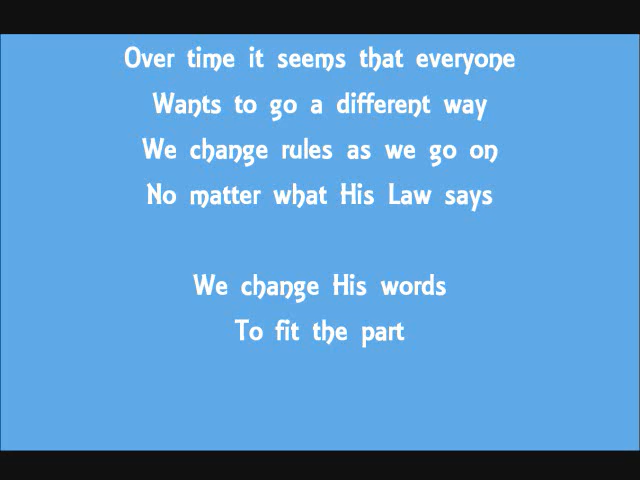 Over time it seems that everyone
Wants to go a different way
We change rules as we go on
No matter what His Law says
We change His words
To fit the part